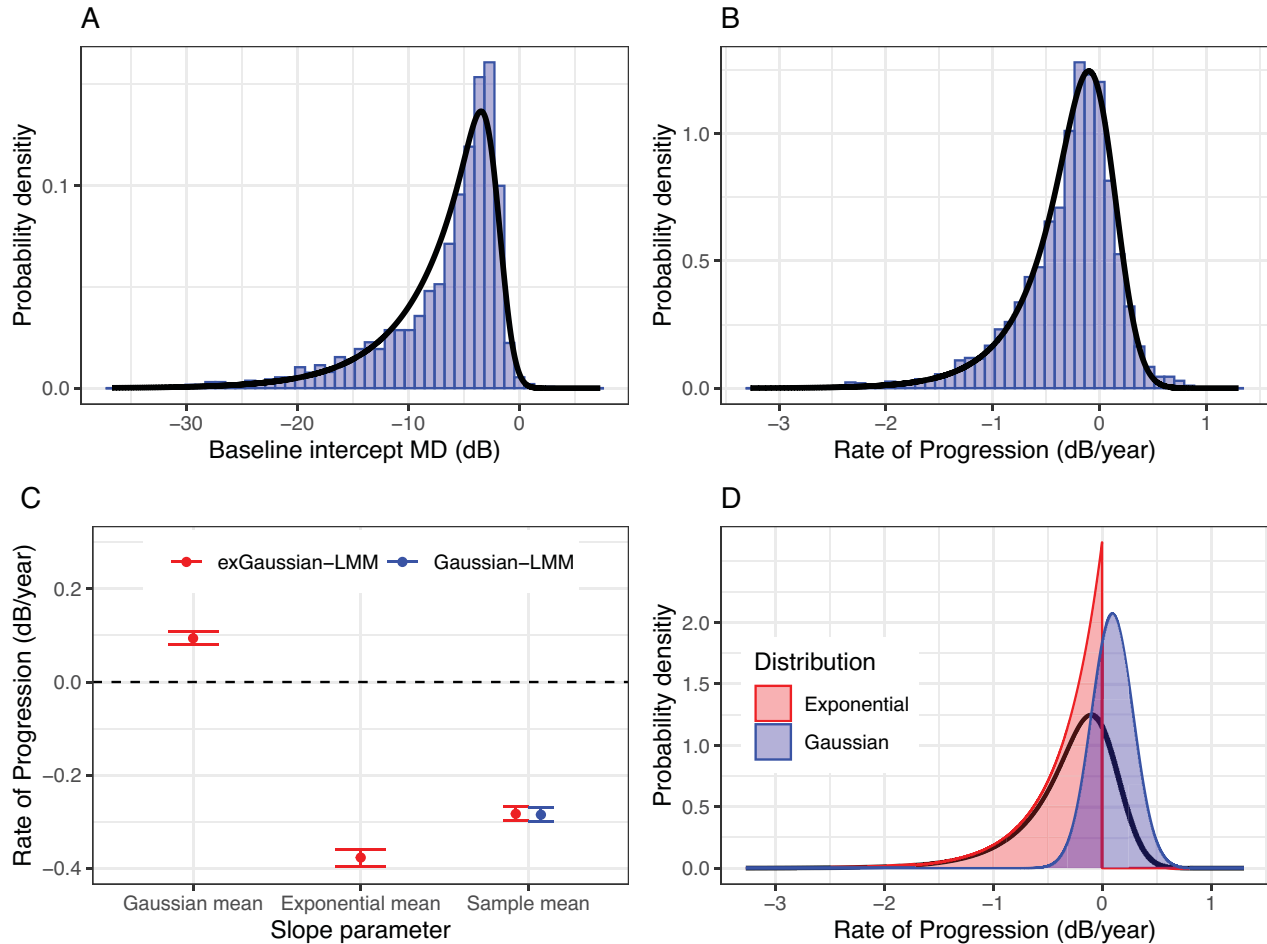 A
Probability densitiy
0.1
0.0
−30
−20
−10
0
Baseline intercept MD (dB)
B
Probability densitiy
1.0
0.5
0.0
−3
−2
−1
0
1
Rate of Progression (dB/year)
C
Rate of Progression (dB/year)
exGaussian−LMM
Gaussian−LMM
0.2
0.0
−0.2
−0.4
Gaussian mean
Exponential mean
Sample mean
Slope parameter
D
Probability densitiy
2.0
1.5
1.0
0.5
0.0
Distribution
Exponential
Gaussian
−3
−2
−1
0
1
Rate of Progression (dB/year)